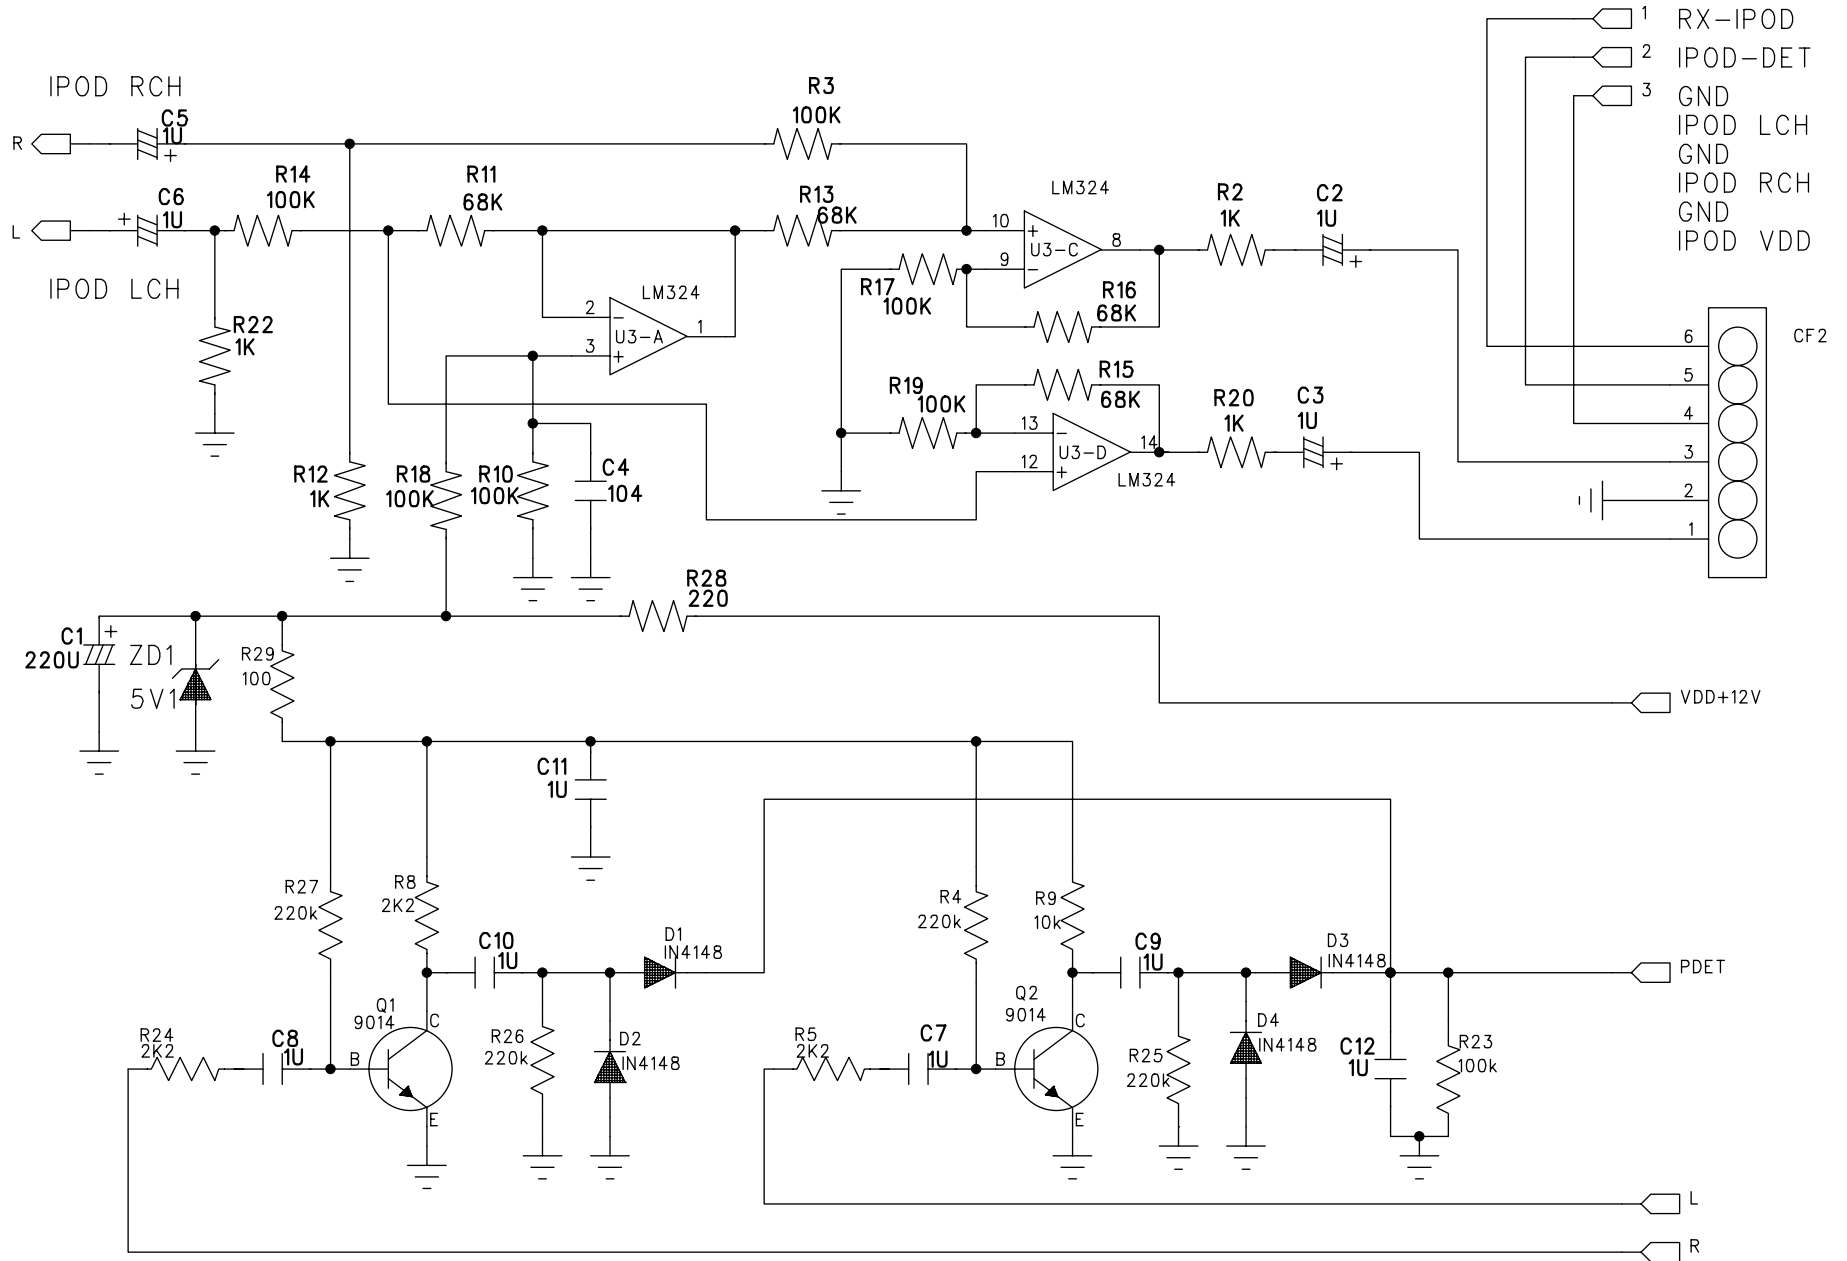 1 RX-IPOD
2 IPOD-DET
3 GND
IPOD LCH
GND
IPOD RCH
GND
IPOD VDD
IPOD RCH
R
C5
1U
+
R3
100K
L
+
C6
1U
R14
100K
R11
68K
R13
68K
IPOD LCH
R22
1K
LM324
10
+
9
-
U3-C
8
R2
1K
C2
1U
+
R17
100K
R16
68K
LM324
2
-
U3-A
1
3
+
R19
100K
R15
68K
13
-
U3-D
14
12
+
LM324
R20
1K
C3
1U
+
CF2
6
5
4
3
2
1
R12
1K
R18
100K
R10
100K
C4
104
R28
220
C1
220U
+
ZD1
5V1
R29
100
VDD+12V
C11
1U
R27
220k
R8
2K2
C10
1U
D1
IN4148
R4
220k
R9
10k
C9
1U
D3
IN4148
PDET
R24
2K2
C8
1U
Q1
9014
B
C
E
R26
220k
D2
IN4148
R5
2K2
C7
1U
Q2
9014
B
C
E
R25
220k
D4
IN4148
C12
1U
R23
100k
L
R